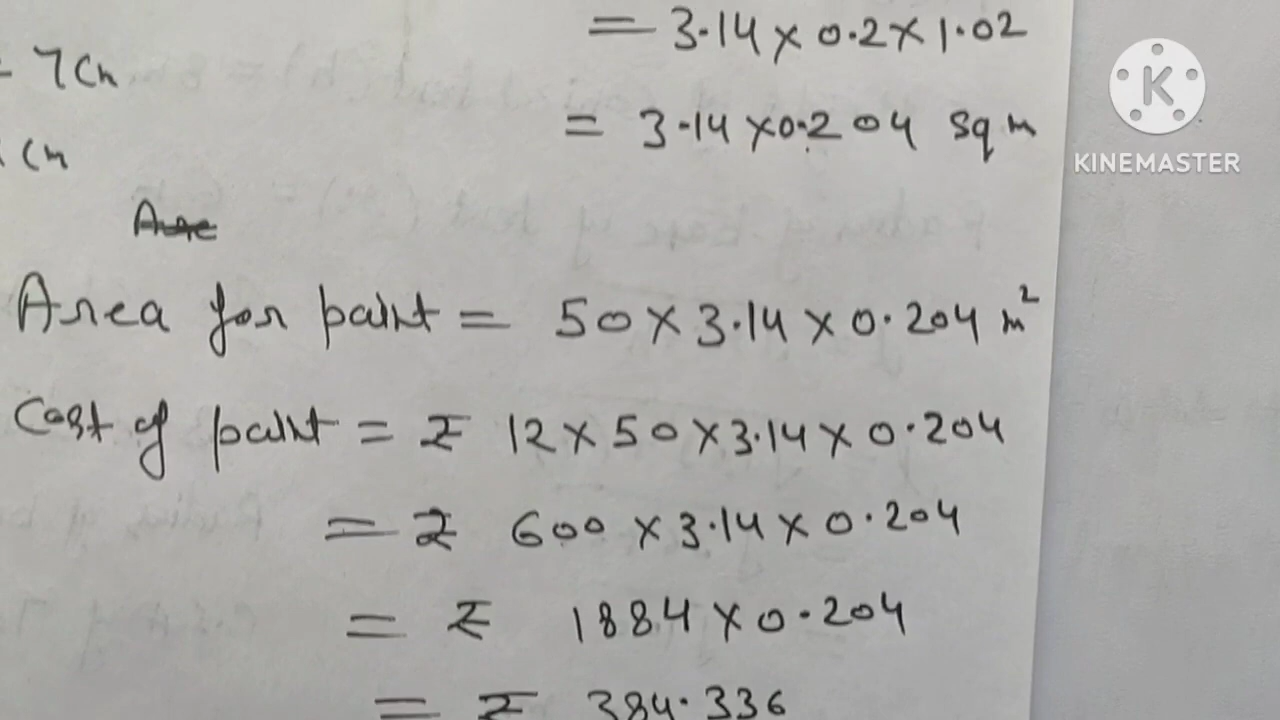 = 3.14 × 0.2 × 1.02
= 7 Cm
= 3.14 × 0.204 sq m
Cm
Area for paint = 50 × 3.14 × 0.204 m²
Cost of paint = ₹ 12 × 50 × 3.14 × 0.204
= ₹ 600 × 3.14 × 0.204
= ₹ 1884 × 0.204
= ₹ 384.336
K
KINEMASTER